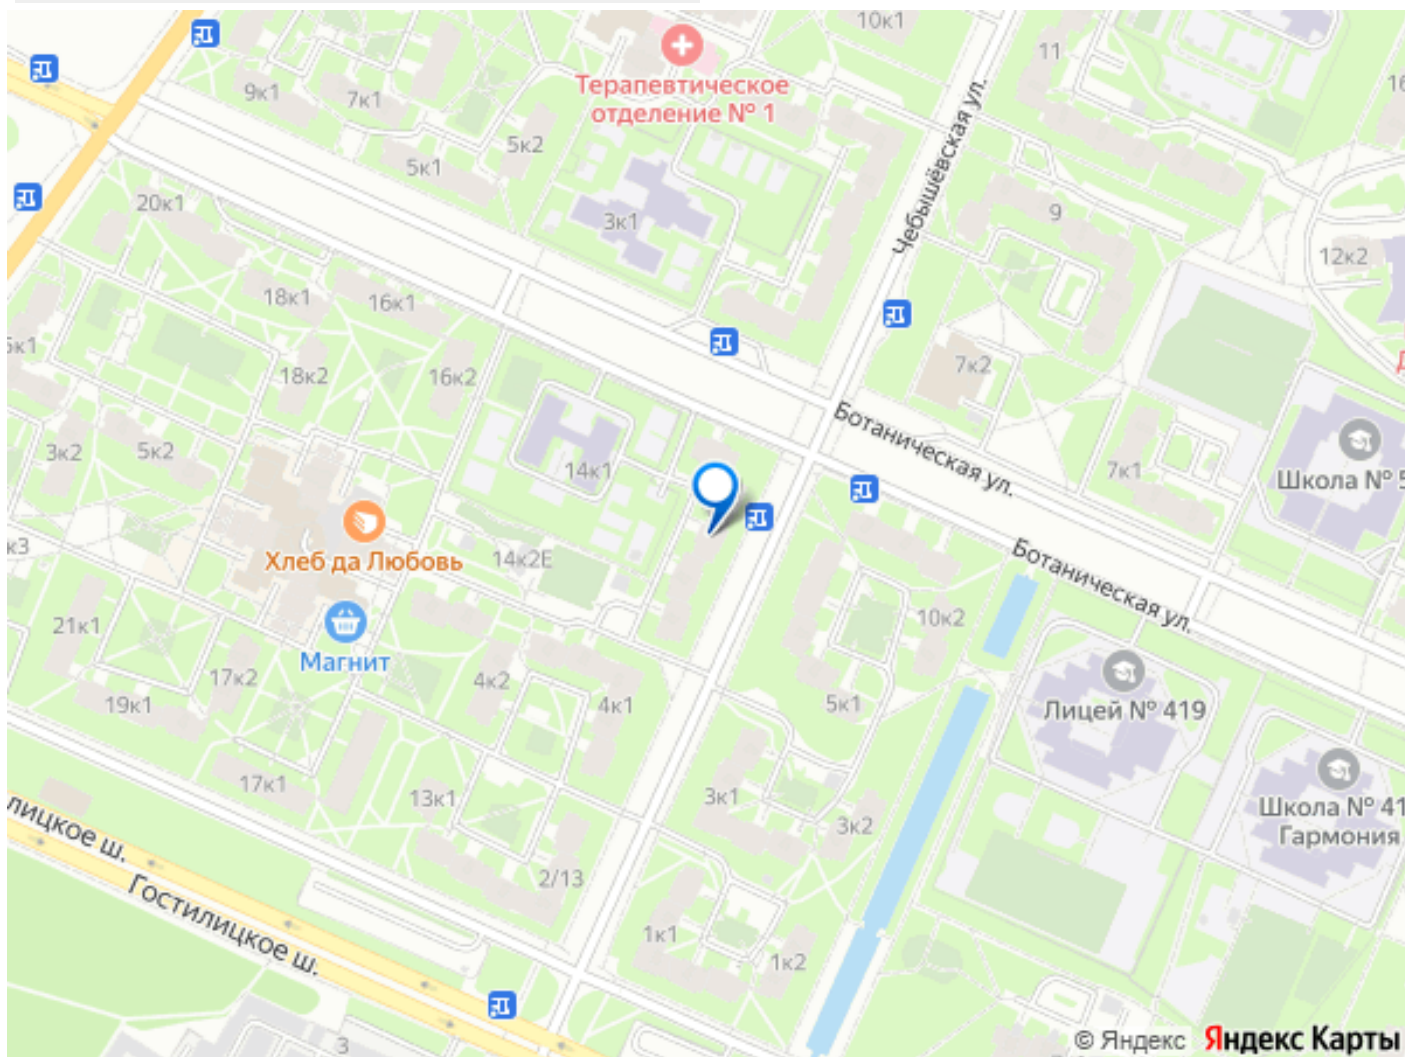 10к1
11
Терапевтическое
отделение № 1
9к1
7к1
5к2
5к1
Чебышёвская ул.
3к1
9
20к1
12к2
18к1
16к1
18к2
16к2
7к2
Ботаническая ул.
3к2
5к2
14к1
7к1
Школа №
Хлеб да Любовь
14к2Е
Ботаническая ул.
21к1
10к2
Магнит
17к2
4к2
19к1
4к1
5к1
Лицей № 419
17к1
13к1
3к1
3к2
Школа № 41
Гармония
лицкое ш.
2/13
Гостилицкое ш.
1к1
1к2
3
© Яндекс Яндекс Карты